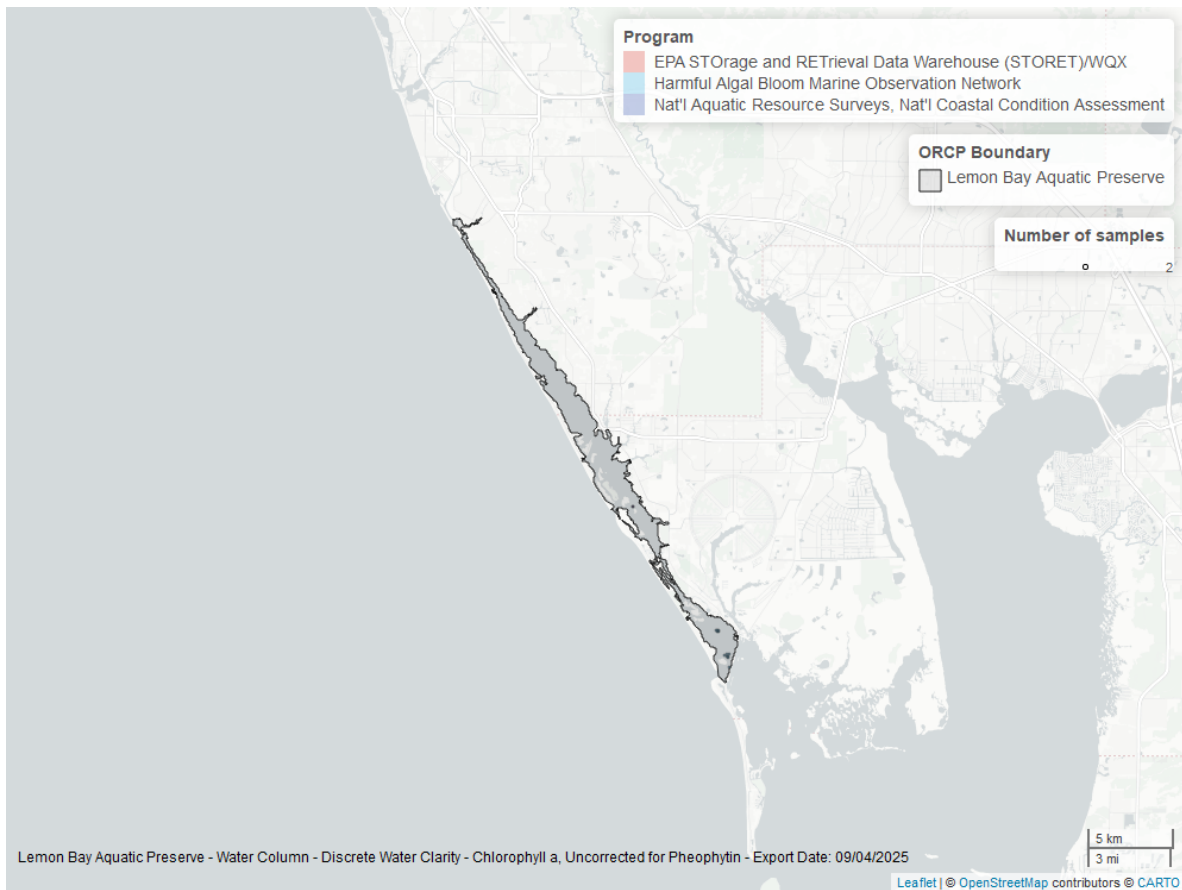 Program
EPA STOrage and RETrieval Data Warehouse (STORET)/WQX
Harmful Algal Bloom Marine Observation Network
Nat'l Aquatic Resource Surveys, Nat'l Coastal Condition Assessment
ORCP Boundary
Lemon Bay Aquatic Preserve
Number of samples
2
5 km
3 mi
Lemon Bay Aquatic Preserve - Water Column - Discrete Water Clarity - Chlorophyll a, Uncorrected for Pheophytin - Export Date: 09/04/2025
Leaflet | © OpenStreetMap contributors © CARTO